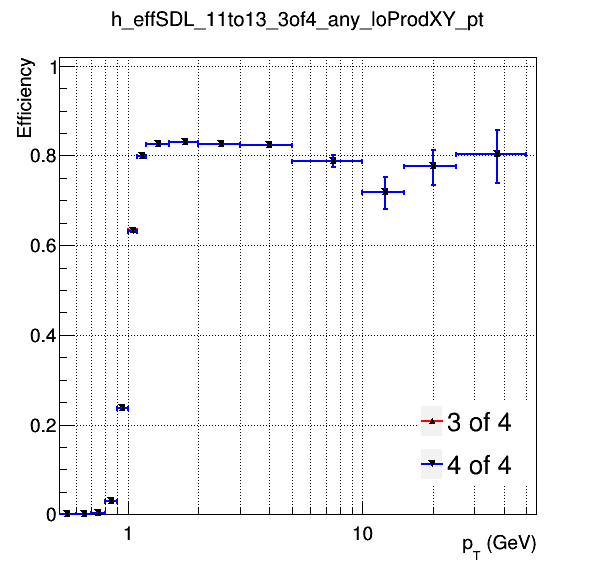 h_effSDL_11to13_3of4_any_loProdXY_pt
Efficiency
1
0.8
0.6
0.4
0.2
0
3 of 4
4 of 4
1
10
p_T (GeV)